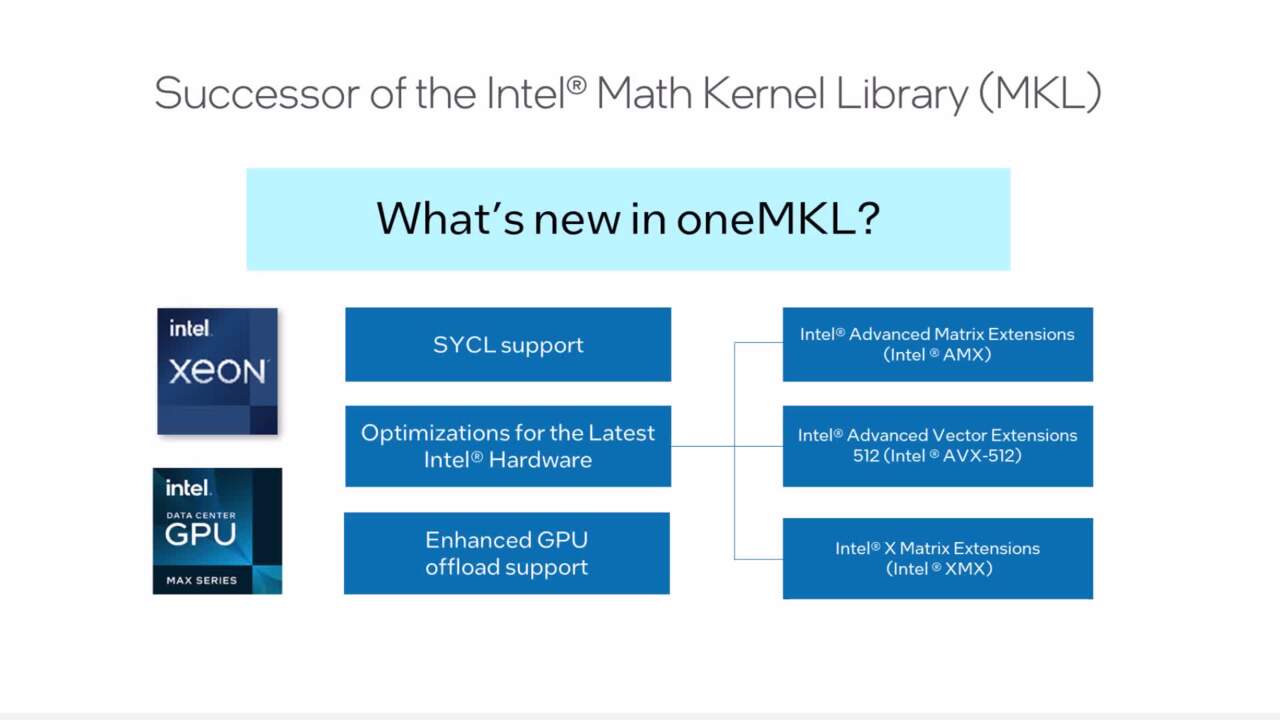 Successor of the Intel® Math Kernel Library (MKL)
What's new in oneMKL?
intel.
xeon
SYCL support
Intel® Advanced Matrix Extensions
(Intel ® AMX)
Optimizations for the Latest
Intel® Hardware
Intel® Advanced Vector Extensions
512 (Intel ® AVX-512)
intel.
DATA CENTER
GPU
MAX SERIES
Enhanced GPU
offload support
Intel® X Matrix Extensions
(Intel ® XMX)